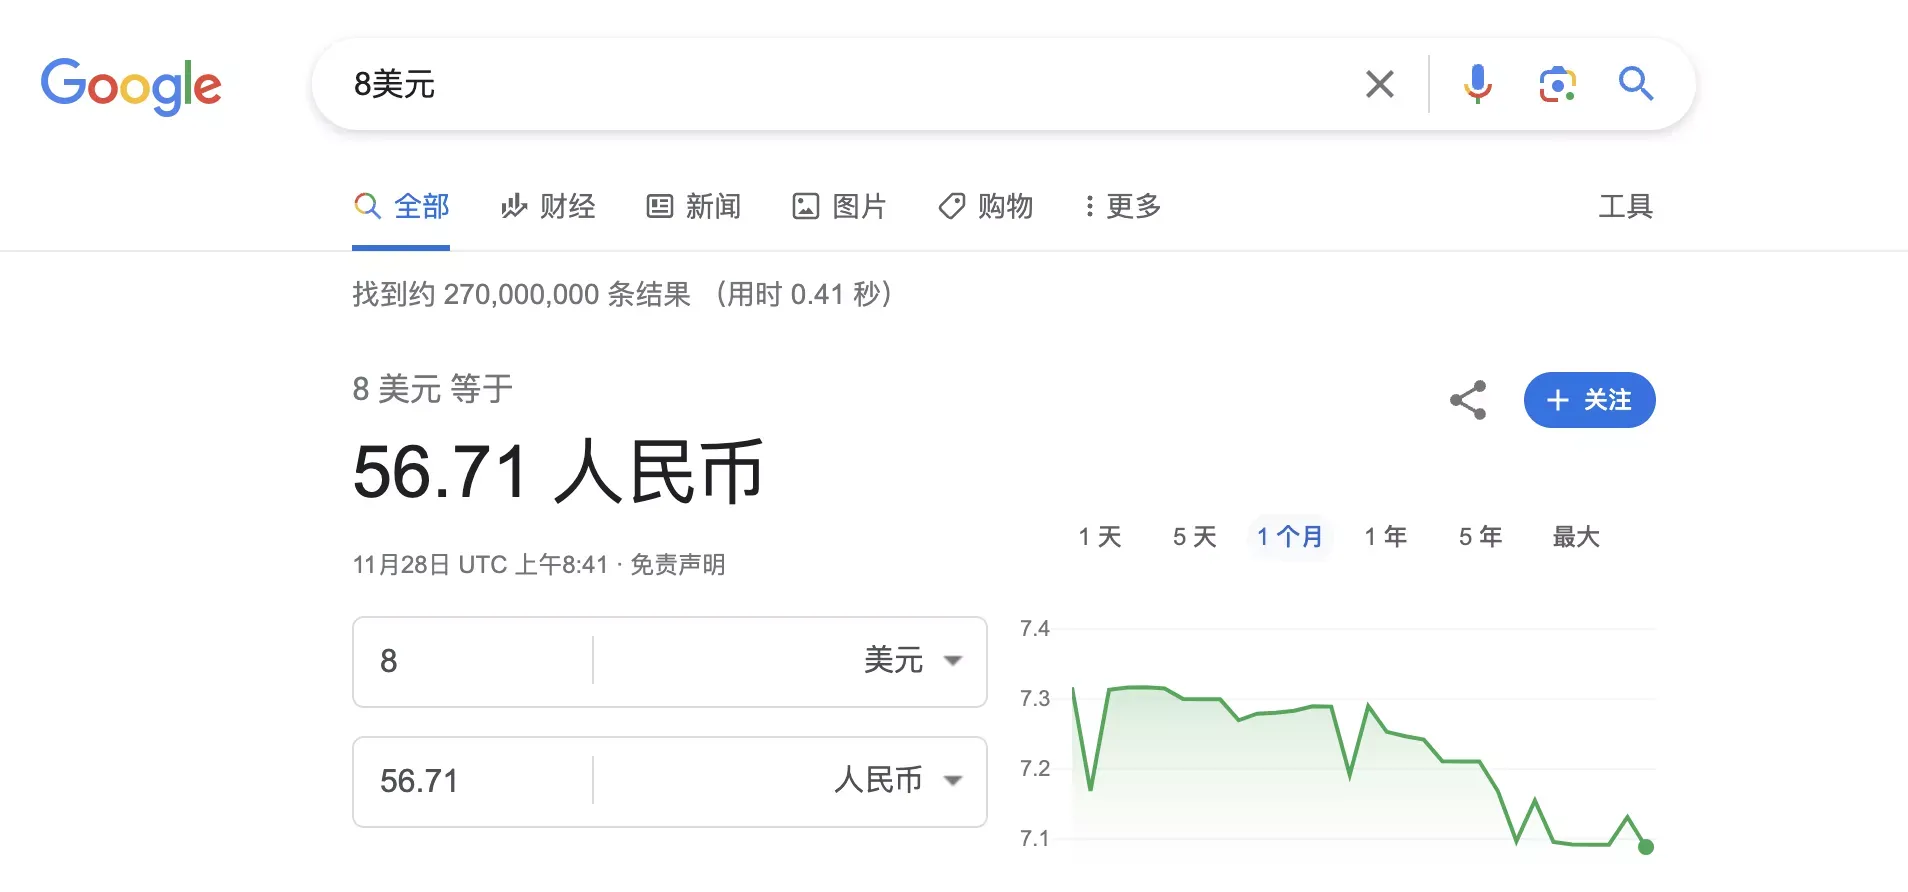 Google
8美元
全部 财经 新闻 图片 购物 更多 工具
找到约 270,000,000 条结果 （用时 0.41 秒）
8 美元 等于
56.71 人民币
11月28日 UTC 上午8:41 · 免责声明
8 美元
56.71 人民币
关注
1 天 5 天 1 个月 1 年 5 年 最大
7.4
7.3
7.2
7.1